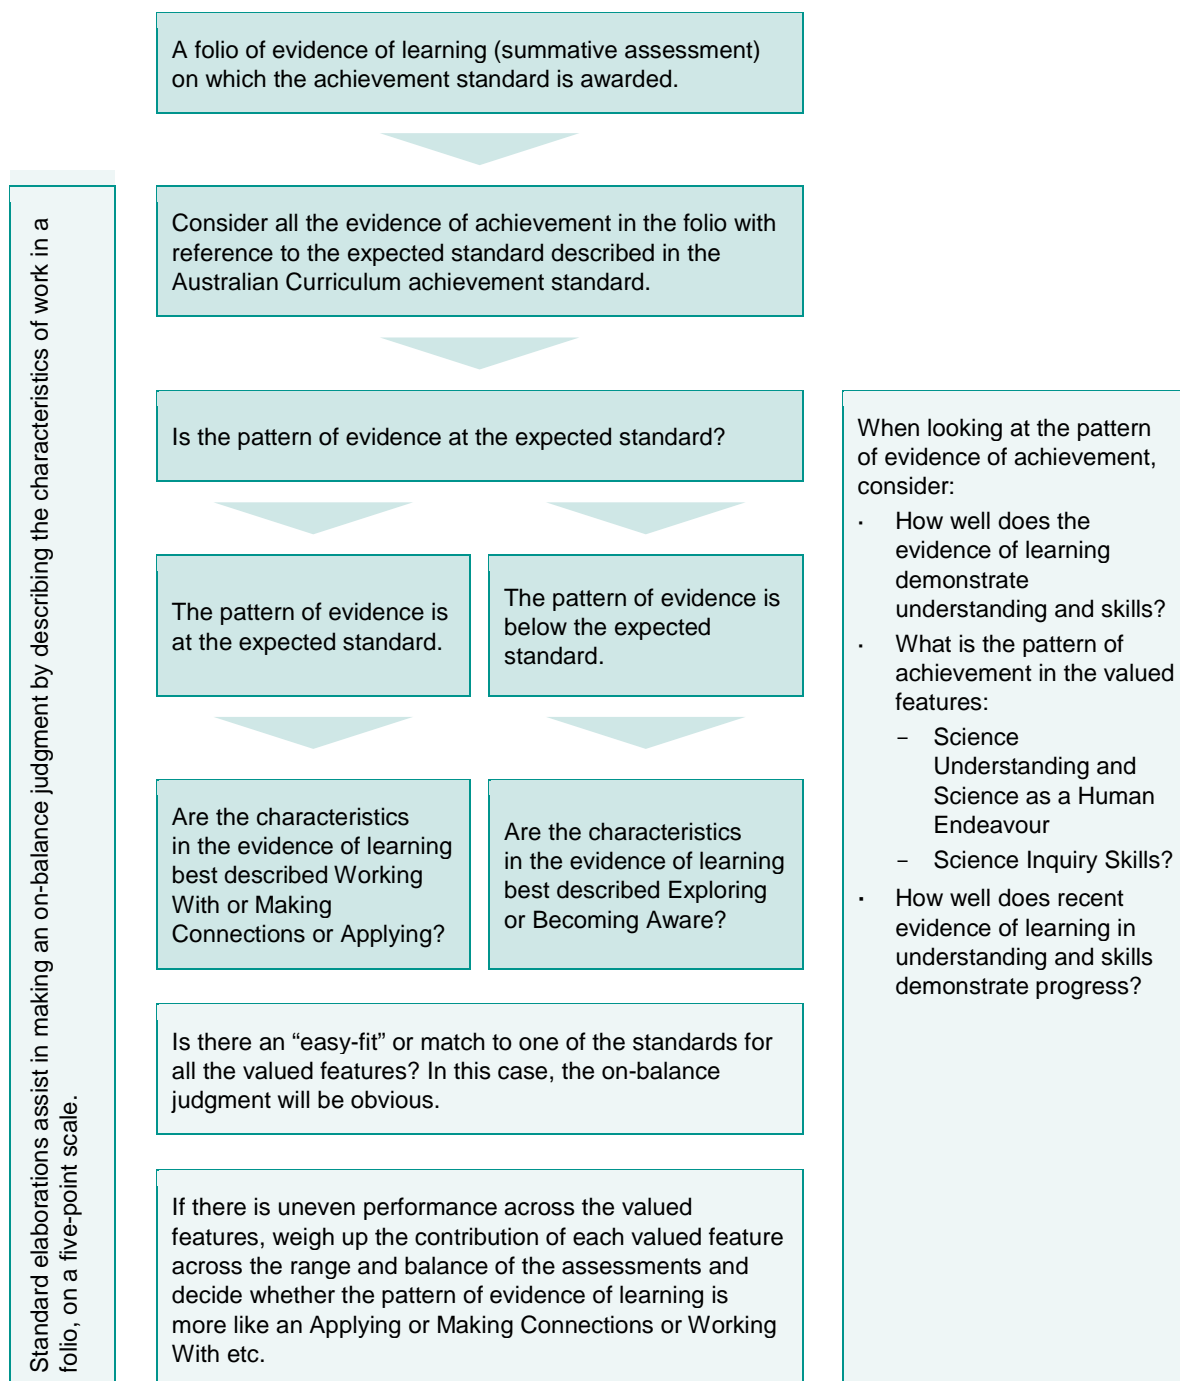 A folio of evidence of learning (summative assessment)
on which the achievement standard is awarded.
Standard elaborations assist in making an on-balance judgment by describing the characteristics of work in a
folio, on a five-point scale.
Consider all the evidence of achievement in the folio with
reference to the expected standard described in the
Australian Curriculum achievement standard.
Is the pattern of evidence at the expected standard?
The pattern of evidence is
at the expected standard.
The pattern of evidence is
below the expected
standard.
Are the characteristics
in the evidence of learning
best described Working
With or Making
Connections or Applying?
Are the characteristics
in the evidence of learning
best described Exploring
or Becoming Aware?
Is there an “easy-fit” or match to one of the standards for
all the valued features? In this case, the on-balance
judgment will be obvious.
If there is uneven performance across the valued
features, weigh up the contribution of each valued feature
across the range and balance of the assessments and
decide whether the pattern of evidence of learning is
more like an Applying or Making Connections or Working
With etc.
When looking at the pattern
of evidence of achievement,
consider:
· How well does the
evidence of learning
demonstrate
understanding and skills?
· What is the pattern of
achievement in the valued
features:
– Science
Understanding and
Science as a Human
Endeavour
– Science Inquiry Skills?
· How well does recent
evidence of learning in
understanding and skills
demonstrate progress?